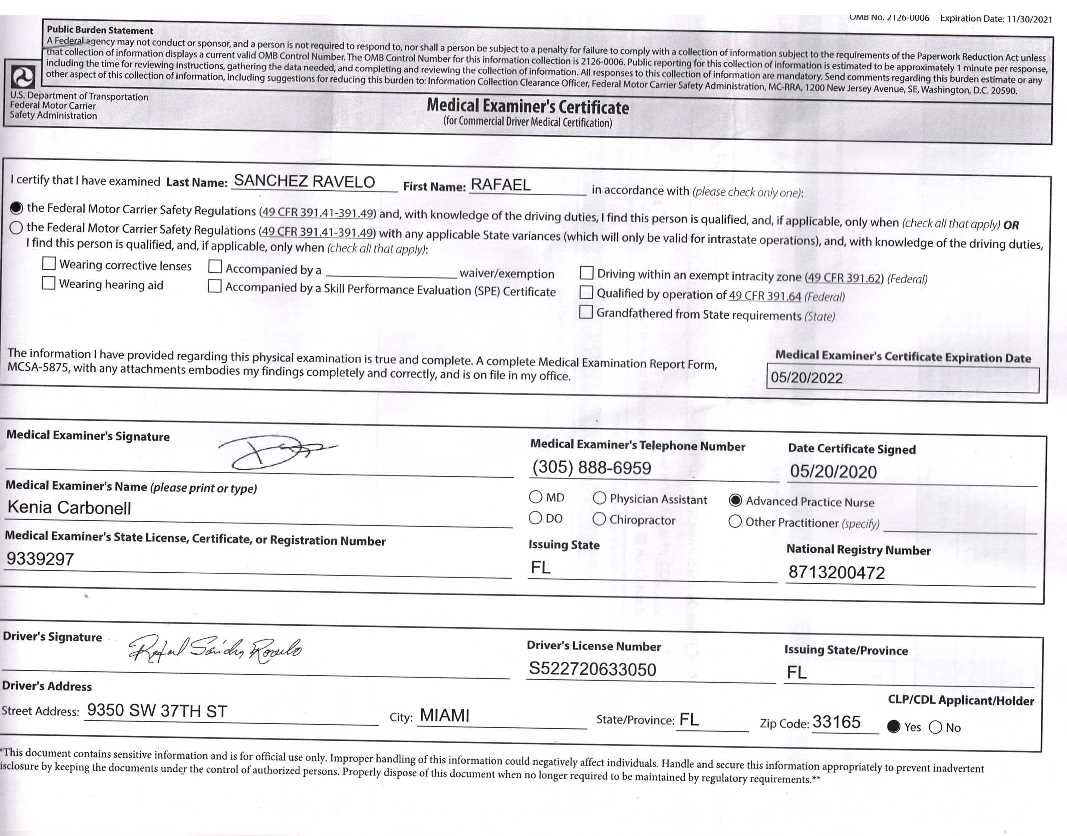 OMB No. 2126-0006 Expiration Date: 11/30/2021
Public Burden Statement
A Federal agency may not conduct or sponsor, and a person is not required to respond to, nor shall a person be subject to a penalty for failure to comply with a collection of information subject to the requirements of the Paperwork Reduction Act unless
that collection of information displays a current valid OMB Control Number. The OMB Control Number for this information collection is 2126-0006. Public reporting for this collection of information is estimated to be approximately 1 minute per response,
including the time for reviewing instructions, gathering the data needed, and completing and reviewing the collection of information. All responses to this collection of information are mandatory. Send comments regarding this burden estimate or any
other aspect of this collection of information, including suggestions for reducing this burden to: Information Collection Clearance Officer, Federal Motor Carrier Safety Administration, MC-RRA, 1200 New Jersey Avenue, SE, Washington, D.C. 20590.
U.S. Department of Transportation
Federal Motor Carrier
Safety Administration
Medical Examiner's Certificate
(for Commercial Driver Medical Certification)
I certify that I have examined Last Name: SANCHEZ RAVELO First Name: RAFAEL in accordance with (please check only one):
the Federal Motor Carrier Safety Regulations (49 CFR 391.41-391.49) and, with knowledge of the driving duties, I find this person is qualified, and, if applicable, only when (check all that apply) OR
the Federal Motor Carrier Safety Regulations (49 CFR 391.41-391.49) with any applicable State variances (which will only be valid for intrastate operations), and, with knowledge of the driving duties,
I find this person is qualified, and, if applicable, only when (check all that apply):
Wearing corrective lenses Accompanied by a waiver/exemption Driving within an exempt intracity zone (49 CFR 391.62) (Federal)
Wearing hearing aid Accompanied by a Skill Performance Evaluation (SPE) Certificate Qualified by operation of 49 CFR 391.64 (Federal)
Grandfathered from State requirements (State)
The information I have provided regarding this physical examination is true and complete. A complete Medical Examination Report Form,
MCSA-5875, with any attachments embodies my findings completely and correctly, and is on file in my office.
Medical Examiner's Certificate Expiration Date
05/20/2022
Medical Examiner's Signature Medical Examiner's Telephone Number Date Certificate Signed
(305) 888-6959 05/20/2020
Medical Examiner's Name (please print or type) MD Physician Assistant Advanced Practice Nurse
Kenia Carbonell DO Chiropractor Other Practitioner (specify)
Medical Examiner's State License, Certificate, or Registration Number Issuing State National Registry Number
9339297 FL 8713200472
Driver's Signature Driver's License Number Issuing State/Province
Rafael S522720633050 FL
Driver's Address CLP/CDL Applicant/Holder
Street Address: 9350 SW 37TH ST City: MIAMI State/Province: FL Zip Code: 33165 Yes No
*This document contains sensitive information and is for official use only. Improper handling of this information could negatively affect individuals. Handle and secure this information appropriately to prevent inadvertent
isclosure by keeping the documents under the control of authorized persons. Properly dispose of this document when no longer required to be maintained by regulatory requirements.**